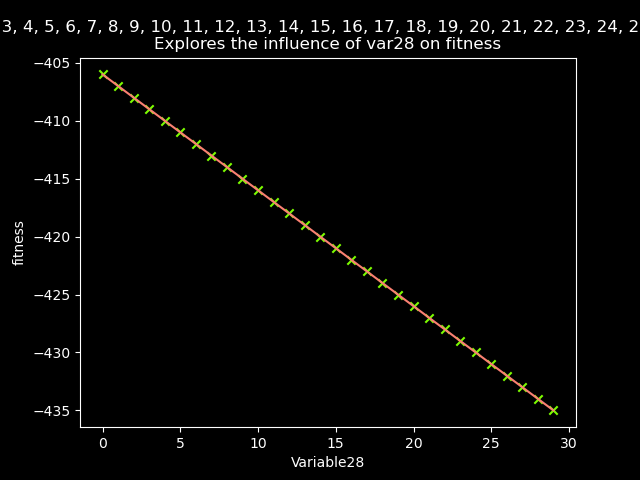 3, 4, 5, 6, 7, 8, 9, 10, 11, 12, 13, 14, 15, 16, 17, 18, 19, 20, 21, 22, 23, 24, 2
Explores the influence of var28 on fitness
−405
−410
−415
−420
−425
−430
−435
fitness
0 5 10 15 20 25 30
Variable28